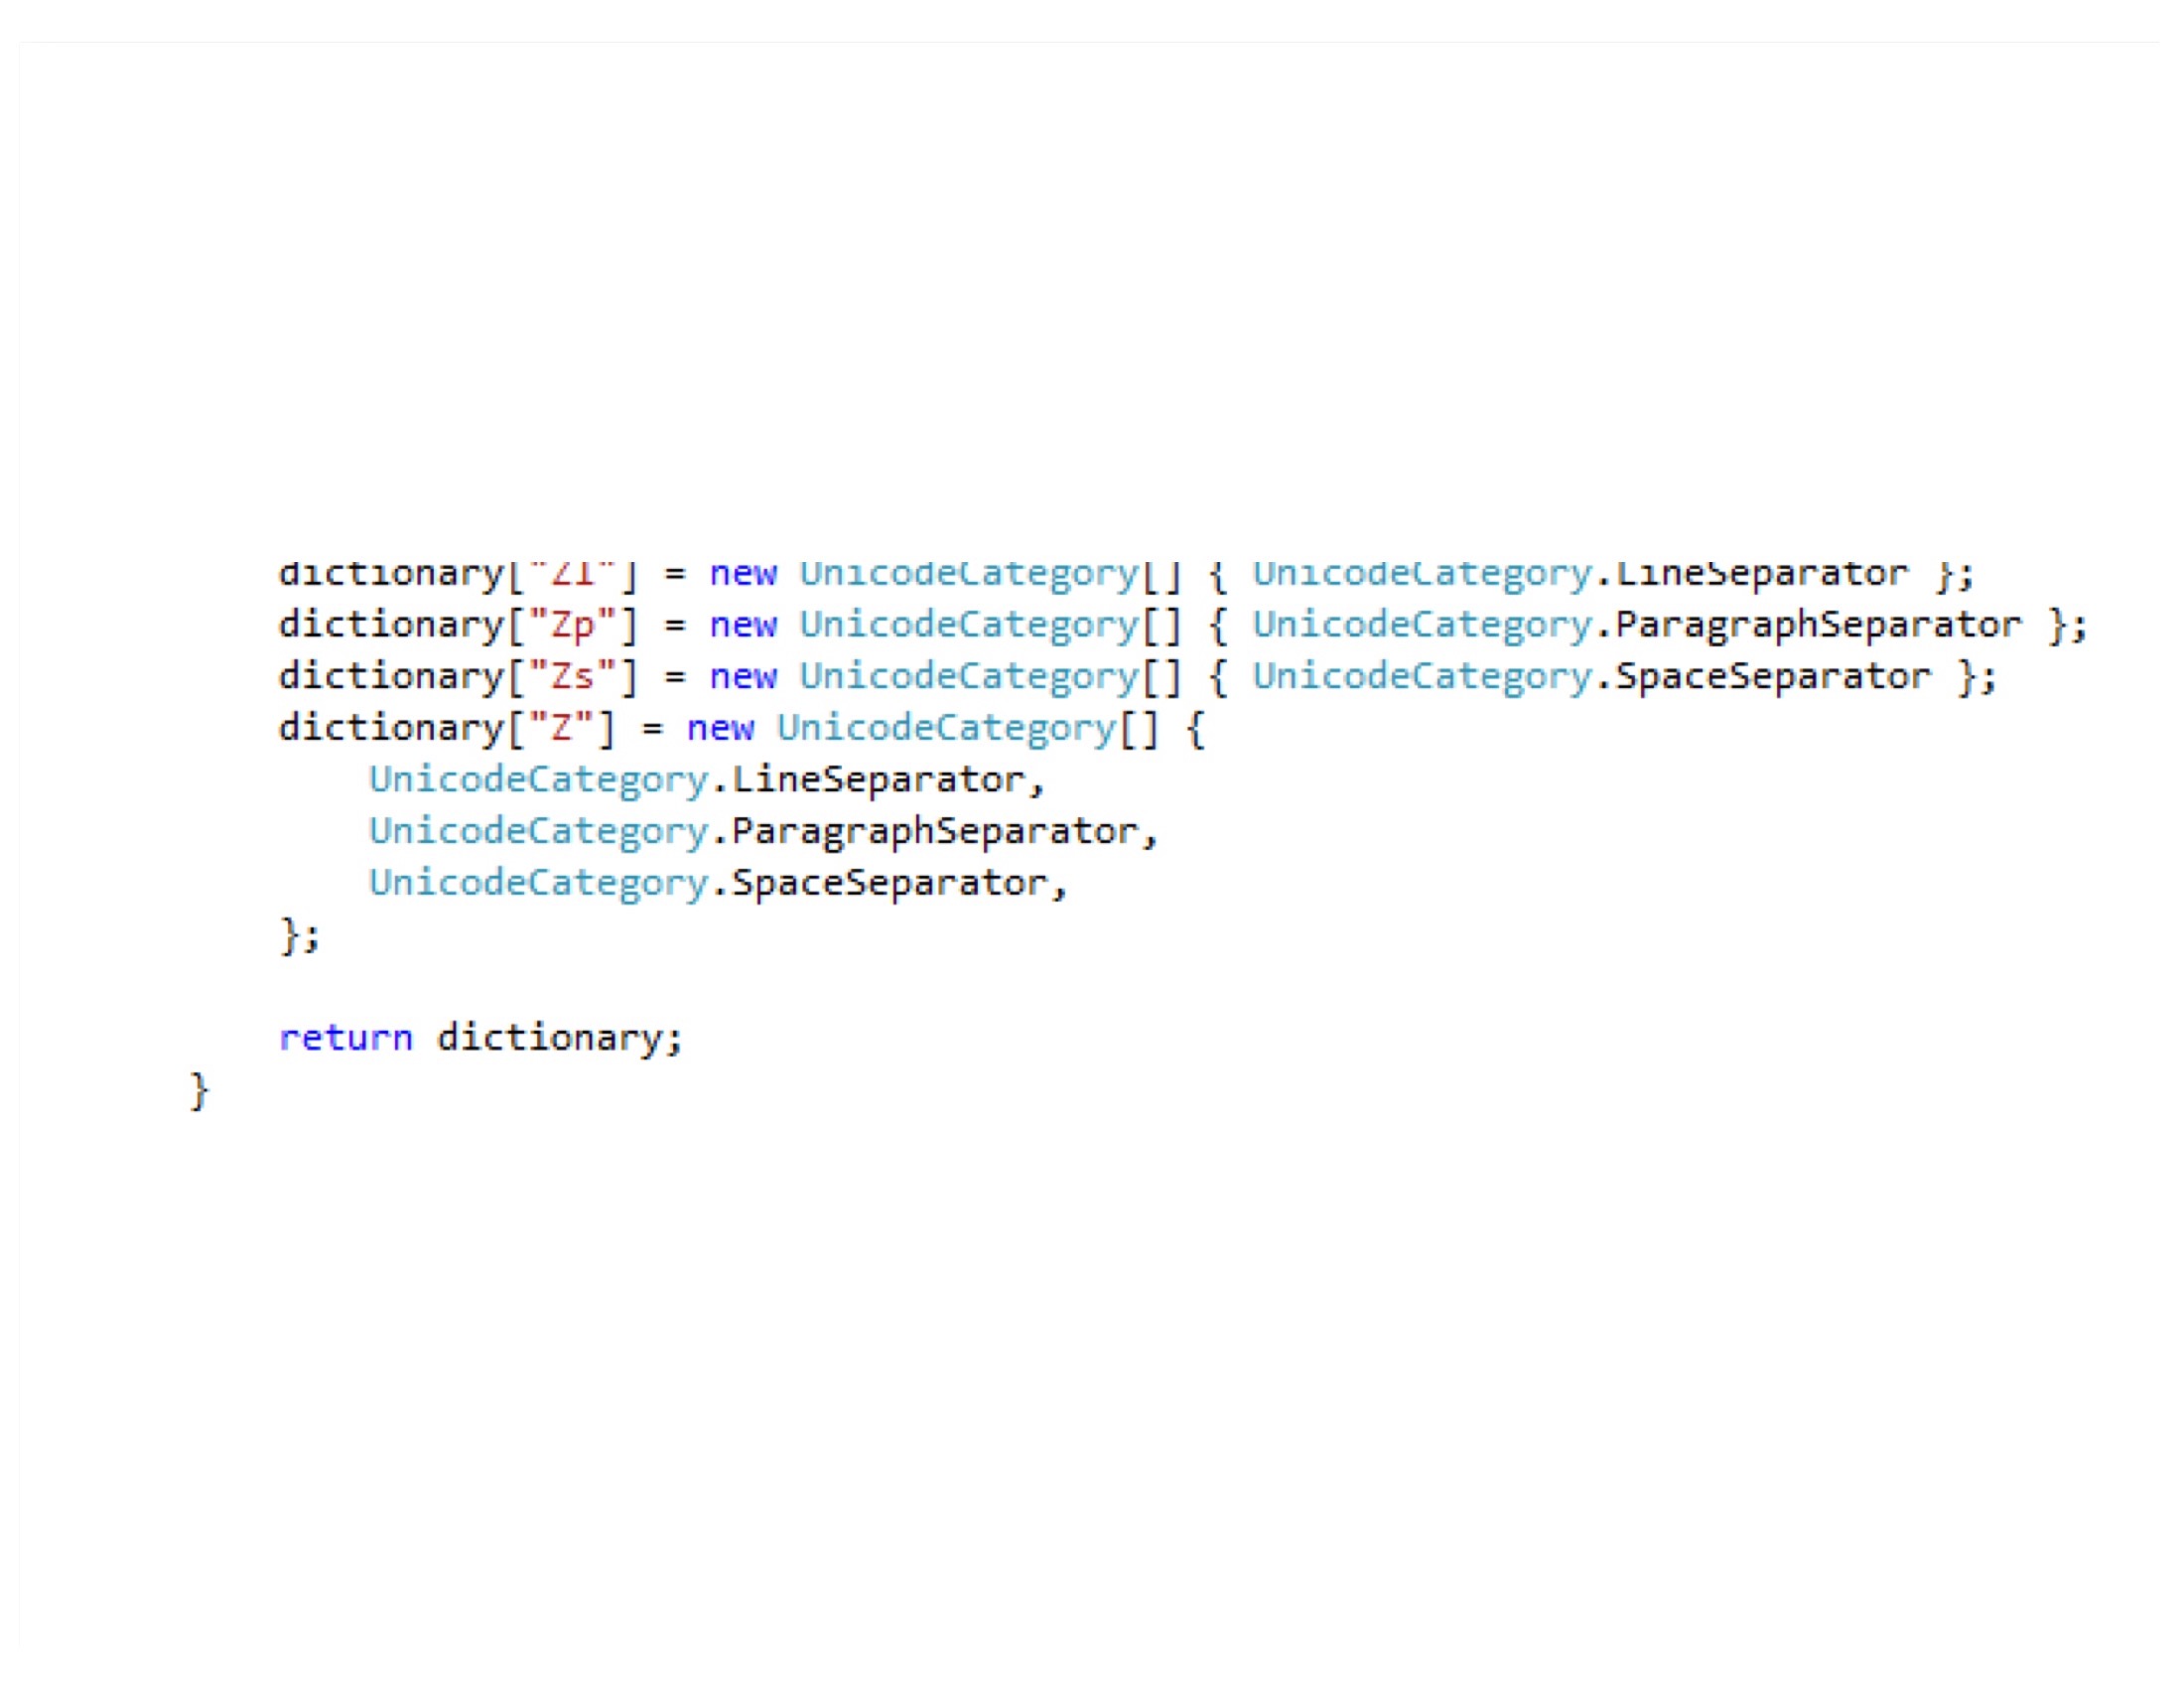 dictionary["Zl"] = new UnicodeCategory[] { UnicodeCategory.LineSeparator };
dictionary["Zp"] = new UnicodeCategory[] { UnicodeCategory.ParagraphSeparator };
dictionary["Zs"] = new UnicodeCategory[] { UnicodeCategory.SpaceSeparator };
dictionary["Z"] = new UnicodeCategory[] {
UnicodeCategory.LineSeparator,
UnicodeCategory.ParagraphSeparator,
UnicodeCategory.SpaceSeparator,
};
return dictionary;
}